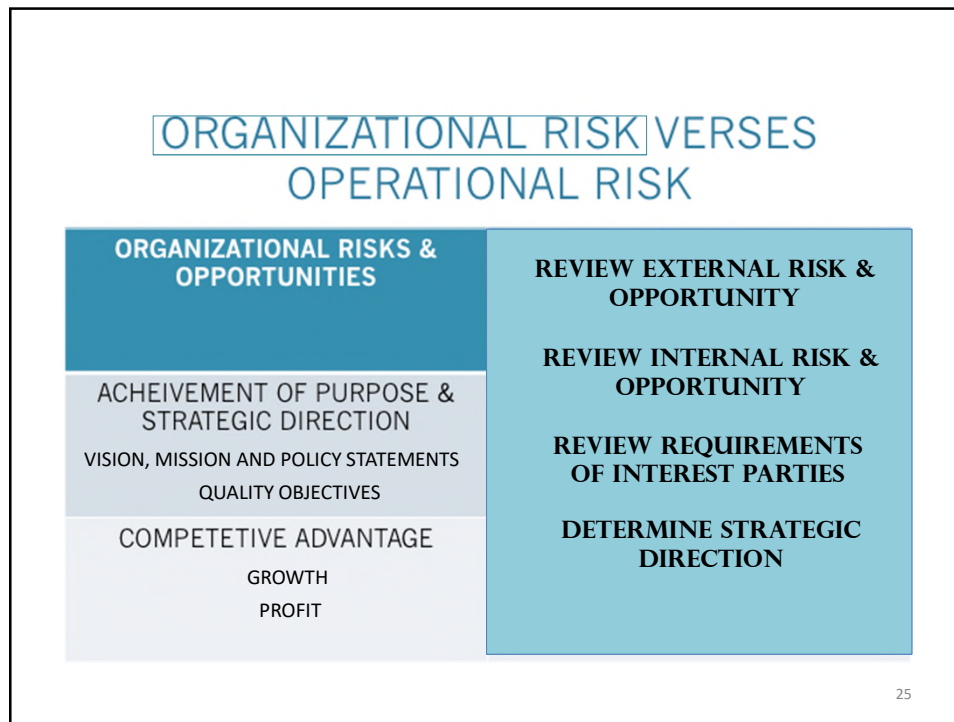 ORGANIZATIONAL RISK VERSES
OPERATIONAL RISK
ORGANIZATIONAL RISKS &
OPPORTUNITIES
ACHEIVEMENT OF PURPOSE &
STRATEGIC DIRECTION
VISION, MISSION AND POLICY STATEMENTS
QUALITY OBJECTIVES
COMPETETIVE ADVANTAGE
GROWTH
PROFIT
REVIEW EXTERNAL RISK &
OPPORTUNITY
REVIEW INTERNAL RISK &
OPPORTUNITY
REVIEW REQUIREMENTS
OF INTEREST PARTIES
DETERMINE STRATEGIC
DIRECTION
25